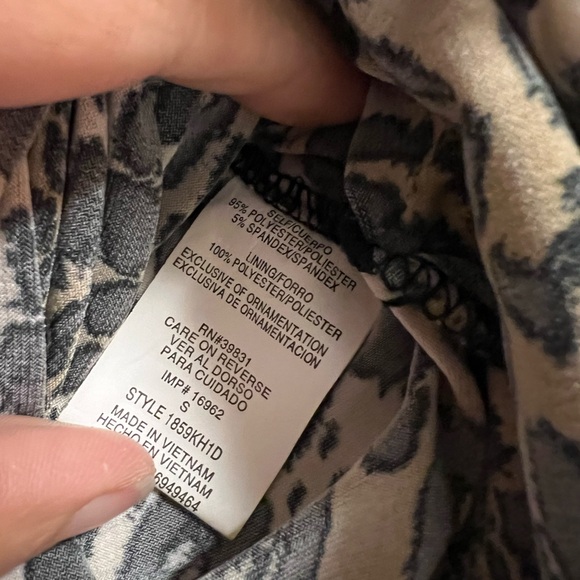 SELF/CUERPO
95% POLYESTER/POLIESTER
5% SPANDEX/SPANDEX
LINING/FORRO
100% POLYESTER/POLIESTER
EXCLUSIVE OF ORNAMENTATION
EXCLUSIVA DE ORNAMENTACION
RN#39831
CARE ON REVERSE
VER AL DORSO
PARA CUIDADO
IMP# 16962
S
STYLE 1859KH1D
MADE IN VIETNAM
HECHO EN VIETNAM
6949464